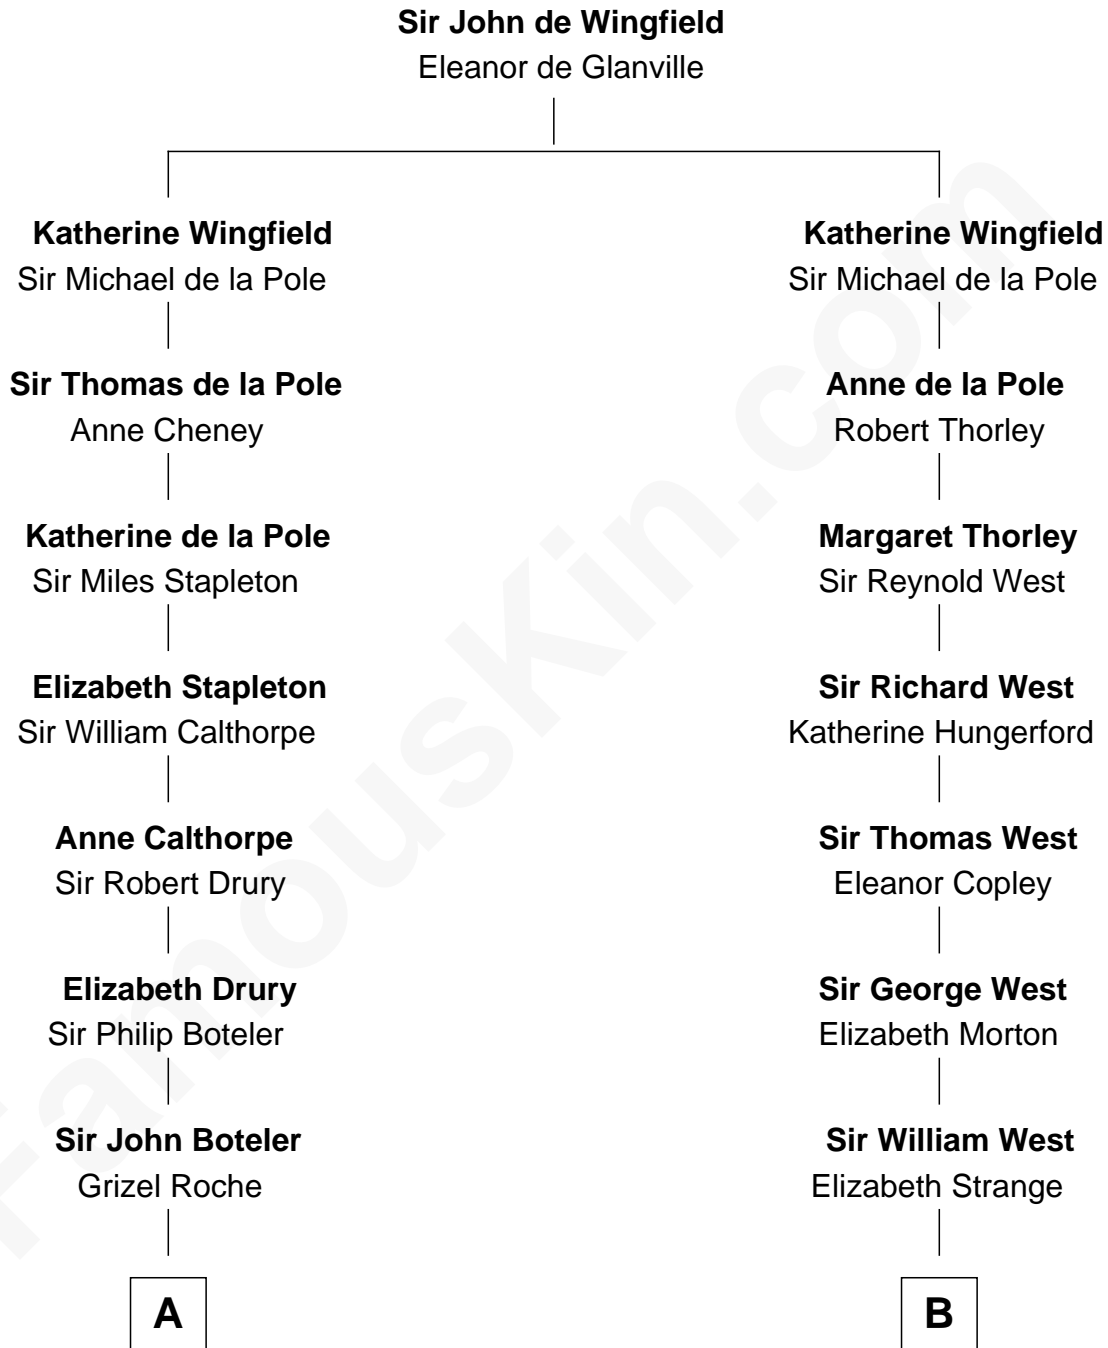 Sir John de Wingfield
Eleanor de Glanville
Katherine Wingfield
Sir Michael de la Pole
Sir Thomas de la Pole
Anne Cheney
Katherine de la Pole
Sir Miles Stapleton
Elizabeth Stapleton
Sir William Calthorpe
Anne Calthorpe
Sir Robert Drury
Elizabeth Drury
Sir Philip Boteler
Sir John Boteler
Grizel Roche
A
Katherine Wingfield
Sir Michael de la Pole
Anne de la Pole
Robert Thorley
Margaret Thorley
Sir Reynold West
Sir Richard West
Katherine Hungerford
Sir Thomas West
Eleanor Copley
Sir George West
Elizabeth Morton
Sir William West
Elizabeth Strange
B
FamousKin.com